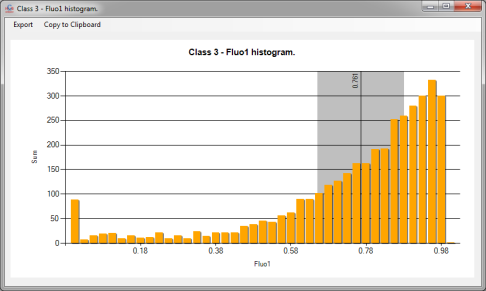 Class 3 - Fluo1 histogram.
Export Copy to Clipboard
Class 3 - Fluo1 histogram.
350
300
250
200
150
100
50
0
Sum
0.761
0.18 0.38 0.58 0.78 0.98
Fluo1